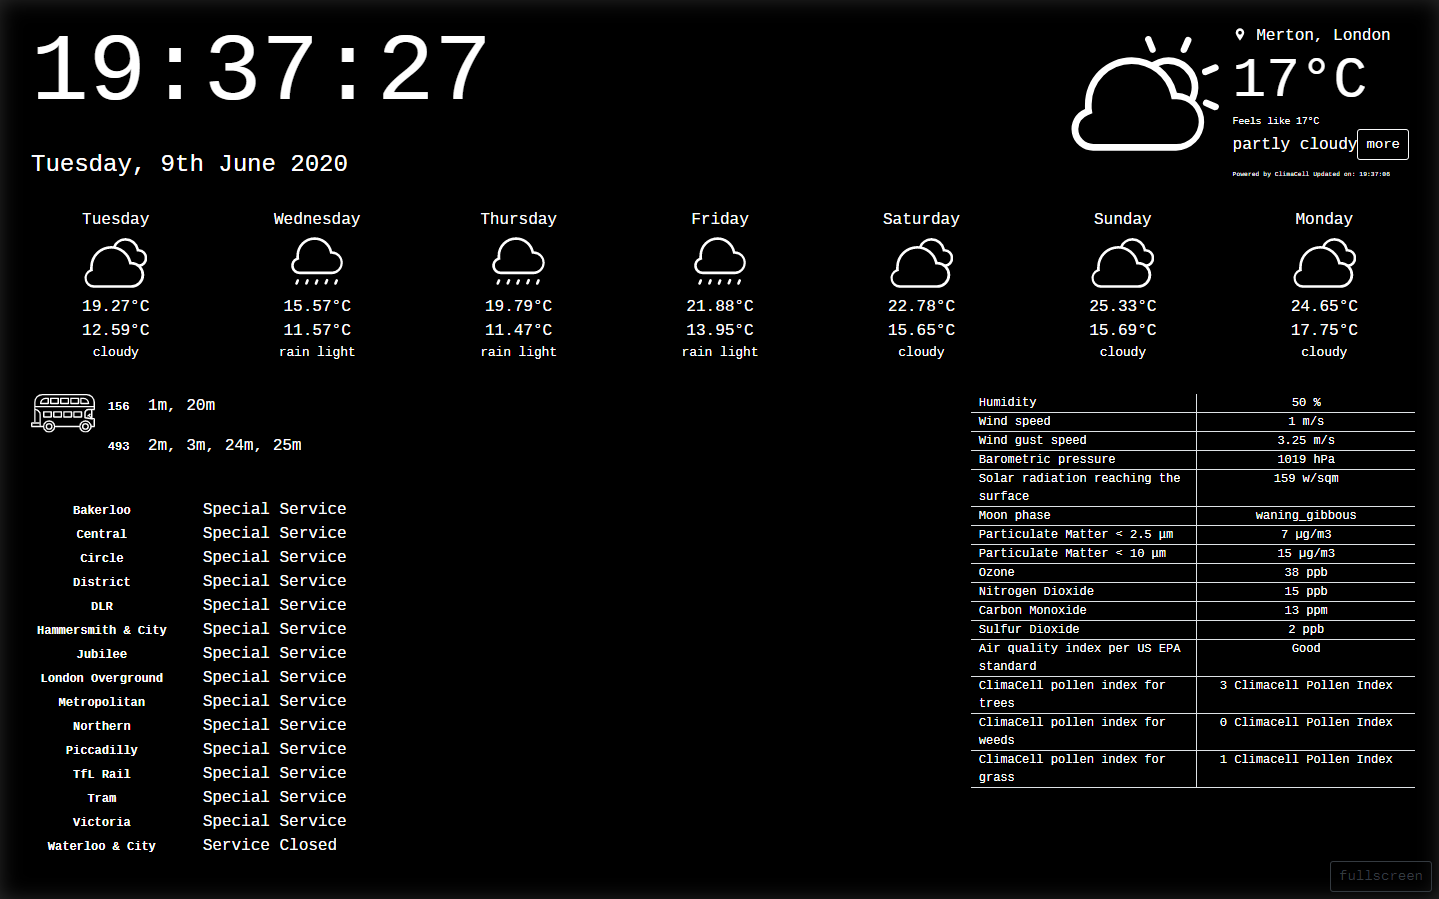 19:37:27
Tuesday, 9th June 2020
Merton, London
17°C
Feels like 17°C
partly cloudy more
Powered by ClimaCell Updated on: 19:37:06
Tuesday Wednesday Thursday Friday Saturday Sunday Monday
19.27°C 15.57°C 19.79°C 21.88°C 22.78°C 25.33°C 24.65°C
12.59°C 11.57°C 11.47°C 13.95°C 15.65°C 15.69°C 17.75°C
cloudy rain light rain light rain light cloudy cloudy cloudy
156 1m, 20m
493 2m, 3m, 24m, 25m
Bakerloo Special Service
Central Special Service
Circle Special Service
District Special Service
DLR Special Service
Hammersmith & City Special Service
Jubilee Special Service
London Overground Special Service
Metropolitan Special Service
Northern Special Service
Piccadilly Special Service
TfL Rail Special Service
Tram Special Service
Victoria Special Service
Waterloo & City Service Closed
Humidity 50 %
Wind speed 1 m/s
Wind gust speed 3.25 m/s
Barometric pressure 1019 hPa
Solar radiation reaching the 159 w/sqm
surface
Moon phase waning_gibbous
Particulate Matter < 2.5 μm 7 μg/m3
Particulate Matter < 10 μm 15 μg/m3
Ozone 38 ppb
Nitrogen Dioxide 15 ppb
Carbon Monoxide 13 ppm
Sulfur Dioxide 2 ppb
Air quality index per US EPA Good
standard
ClimaCell pollen index for 3 Climacell Pollen Index
trees
ClimaCell pollen index for 0 Climacell Pollen Index
weeds
ClimaCell pollen index for 1 Climacell Pollen Index
grass
fullscreen